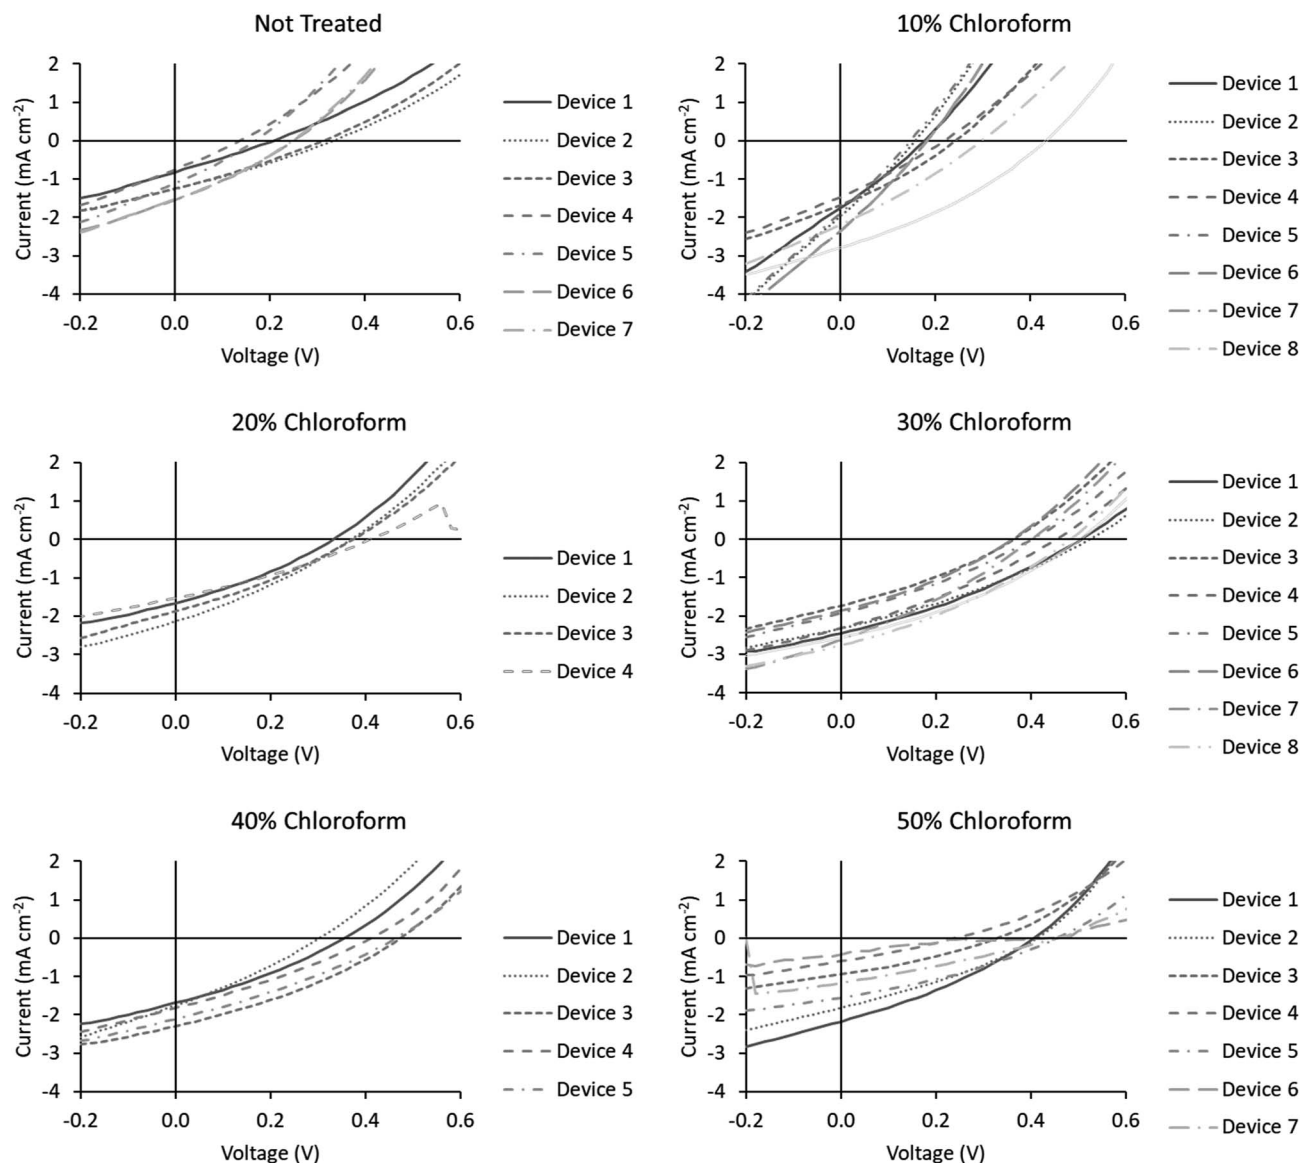 Not Treated
2
1
0
-1
-2
-3
-4
Current (mA cm-2)
-0.2 0.0 0.2 0.4 0.6
Voltage (V)
Device 1
Device 2
Device 3
Device 4
Device 5
Device 6
Device 7
10% Chloroform
2
1
0
-1
-2
-3
-4
Current (mA cm-2)
-0.2 0.0 0.2 0.4 0.6
Voltage (V)
Device 1
Device 2
Device 3
Device 4
Device 5
Device 6
Device 7
Device 8
20% Chloroform
2
1
0
-1
-2
-3
-4
Current (mA cm-2)
-0.2 0.0 0.2 0.4 0.6
Voltage (V)
Device 1
Device 2
Device 3
Device 4
30% Chloroform
2
1
0
-1
-2
-3
-4
Current (mA cm-2)
-0.2 0.0 0.2 0.4 0.6
Voltage (V)
Device 1
Device 2
Device 3
Device 4
Device 5
Device 6
Device 7
Device 8
40% Chloroform
2
1
0
-1
-2
-3
-4
Current (mA cm-2)
-0.2 0.0 0.2 0.4 0.6
Voltage (V)
Device 1
Device 2
Device 3
Device 4
Device 5
50% Chloroform
2
1
0
-1
-2
-3
-4
Current (mA cm-2)
-0.2 0.0 0.2 0.4 0.6
Voltage (V)
Device 1
Device 2
Device 3
Device 4
Device 5
Device 6
Device 7